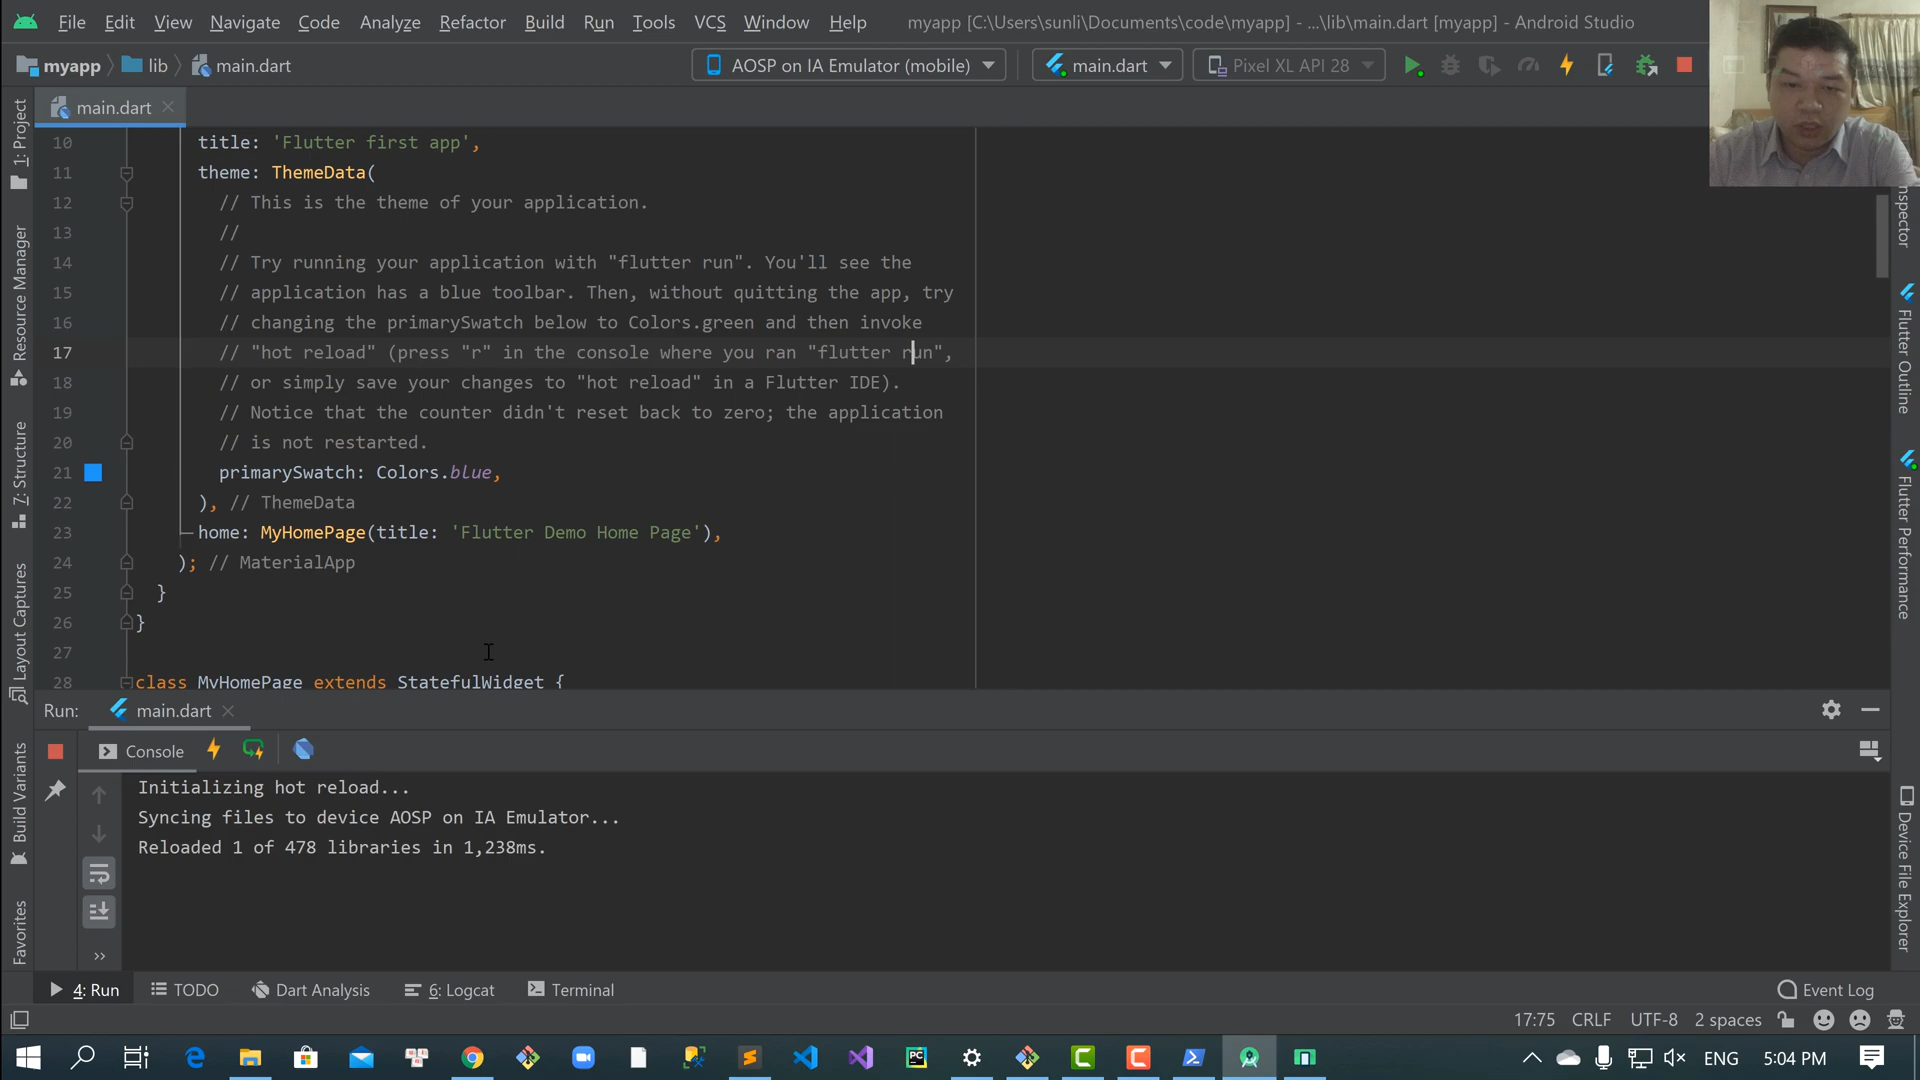 File Edit View Navigate Code Analyze Refactor Build Run Tools VCS Window Help myapp [C:\Users\sunli\Documents\code\myapp] - ...\lib\main.dart [myapp] - Android Studio
myapp lib main.dart AOSP on IA Emulator (mobile) main.dart Pixel XL API 28
main.dart
10 title: 'Flutter first app',
11 theme: ThemeData(
12 // This is the theme of your application.
13 //
14 // Try running your application with "flutter run". You'll see the
15 // application has a blue toolbar. Then, without quitting the app, try
16 // changing the primarySwatch below to Colors.green and then invoke
17 // "hot reload" (press "r" in the console where you ran "flutter run",
18 // or simply save your changes to "hot reload" in a Flutter IDE).
19 // Notice that the counter didn't reset back to zero; the application
20 // is not restarted.
21 primarySwatch: Colors.blue,
22 ), // ThemeData
23 home: MyHomePage(title: 'Flutter Demo Home Page'),
24 ); // MaterialApp
25 }
26 }
27
28 class MyHomePage extends StatefulWidget {
1: Project
Resource Manager
7: Structure
Layout Captures
Build Variants
Favorites
Flutter Outline
Flutter Performance
Device File Explorer
Run: main.dart
Console
Initializing hot reload...
Syncing files to device AOSP on IA Emulator...
Reloaded 1 of 478 libraries in 1,238ms.
4: Run TODO Dart Analysis 6: Logcat Terminal Event Log
17:75 CRLF UTF-8 2 spaces
ENG 5:04 PM